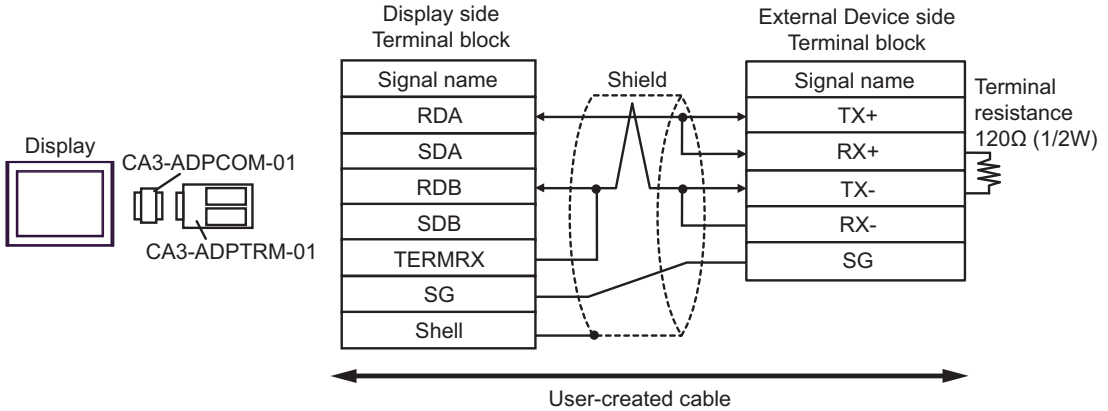 Display side
Terminal block
External Device side
Terminal block
Signal name
Shield
Signal name
Terminal
resistance
120Ω (1/2W)
RDA
TX+
SDA
RX+
RDB
TX-
SDB
RX-
TERMRX
SG
SG
Shell
Display
CA3-ADPCOM-01
CA3-ADPTRM-01
User-created cable